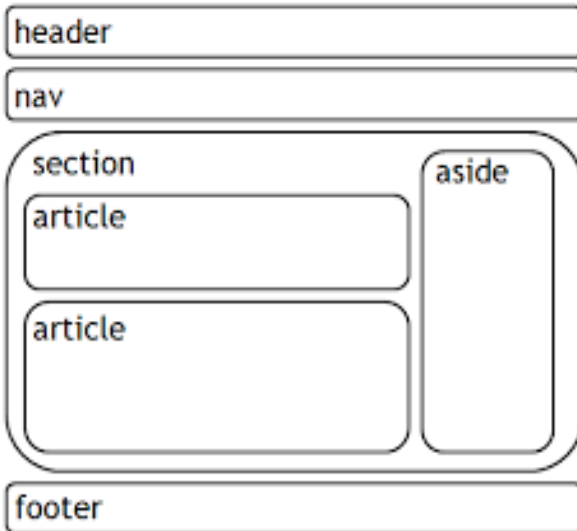 header
nav
section
aside
article
article
footer